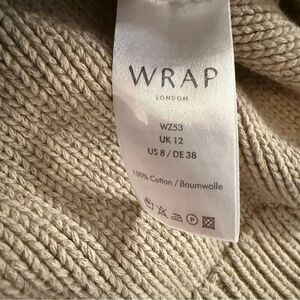 WRAP
LONDON
WZ53
UK 12
US 8 / DE 38
100% Cotton / Baumwolle